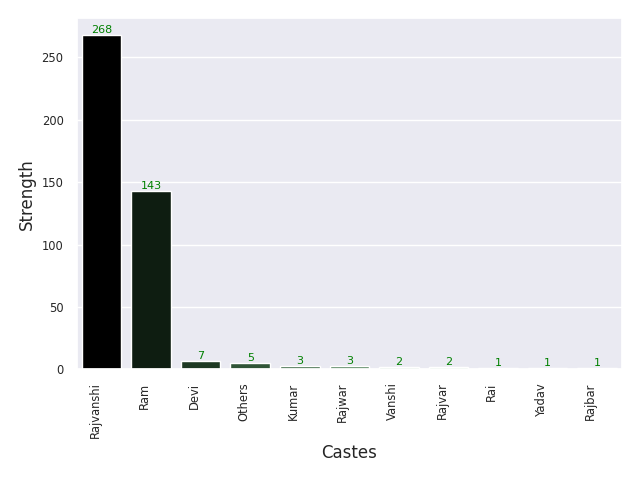 268
250
200
150
100
50
0
143
7
5
3
3
2
2
1
1
1
Strength
Rajvanshi
Ram
Devi
Others
Kumar
Rajwar
Vanshi
Rajvar
Rai
Yadav
Rajbar
Castes